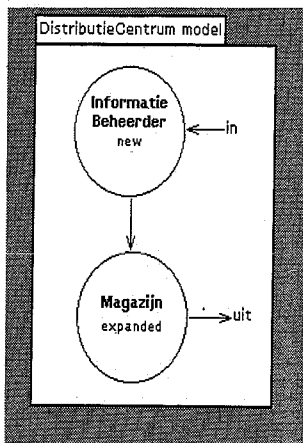 DistributieCentrum model
Informatie
Beheerder
new
in
Magazijn
expanded
uit